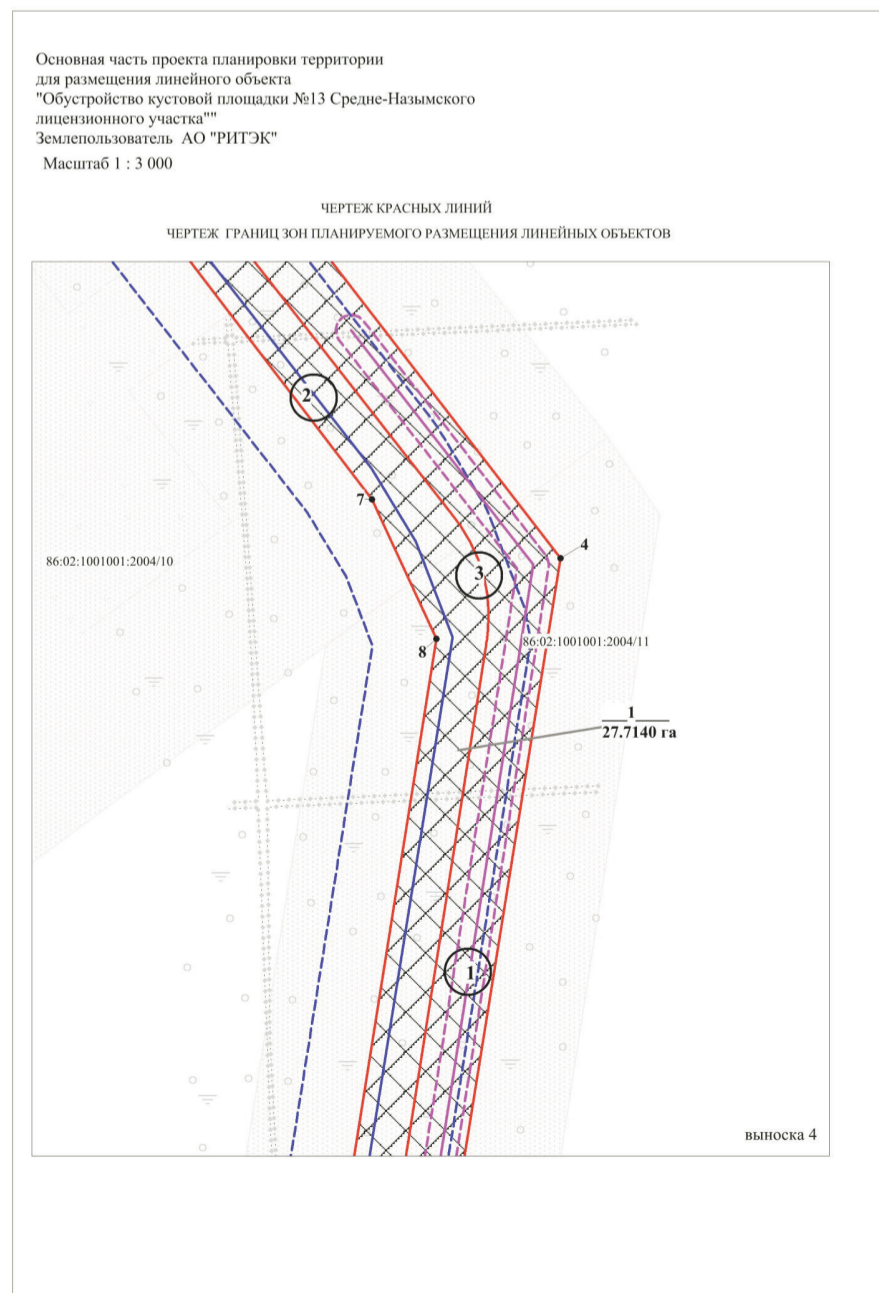 Основная часть проекта планировки территории
для размещения линейного объекта
"Обустройство кустовой площадки №13 Средне-Назымского
лицензионного участка""
Землепользователь АО "РИТЭК"
Масштаб 1 : 3 000
ЧЕРТЕЖ КРАСНЫХ ЛИНИЙ
ЧЕРТЕЖ ГРАНИЦ ЗОН ПЛАНИРУЕМОГО РАЗМЕЩЕНИЯ ЛИНЕЙНЫХ ОБЪЕКТОВ
2
7
4
86:02:1001001:2004/10
3
8
86:02:1001001:2004/11
1
27.7140 га
1
выноска 4